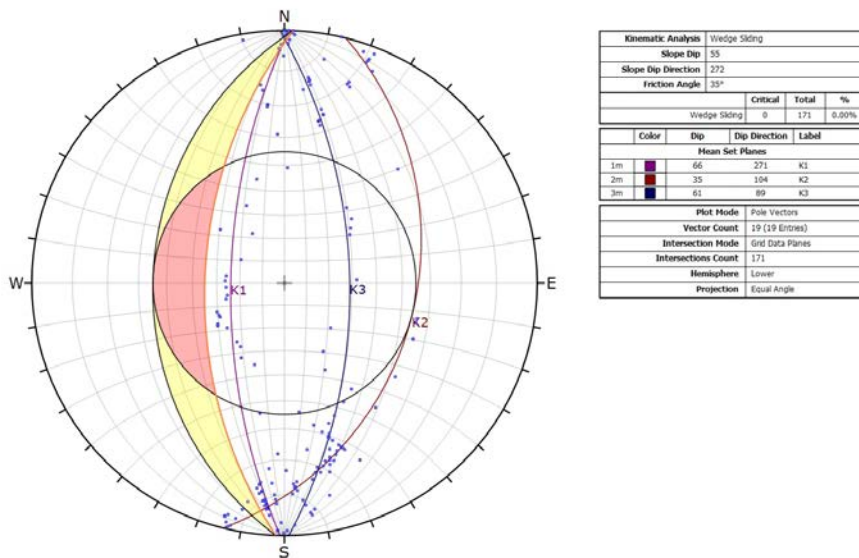 N
W
E
S
K1
K3
K2
Kinematic Analysis Wedge Sliding
Slope Dip 55
Slope Dip Direction 272
Friction Angle 35°
Critical Total %
Wedge Sliding 0 171 0.00%
Color Dip Dip Direction Label
Mean Set Planes
1m 66 271 K1
2m 35 104 K2
3m 61 89 K3
Plot Mode Pole Vectors
Vector Count 19 (19 Entries)
Intersection Mode Grid Data Planes
Intersections Count 171
Hemisphere Lower
Projection Equal Angle